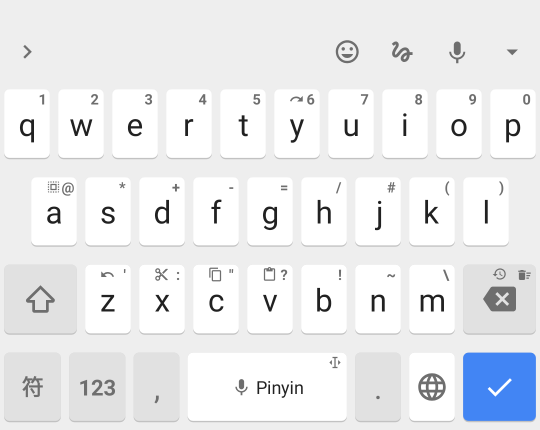 1 2 3 4 5 6 7 8 9 0
q w e r t y u i o p
@ * + - = / # ( )
a s d f g h j k l
' : " ? ! ~ \
z x c v b n m
符 123 , Pinyin .